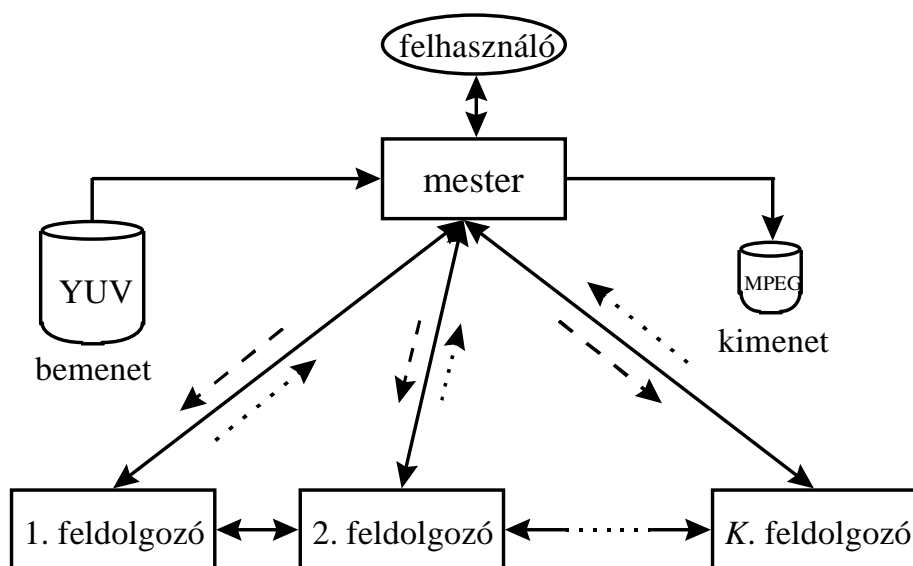 felhasználó
mester
YUV
MPEG
bemenet
kimenet
1. feldolgozó
2. feldolgozó
K. feldolgozó